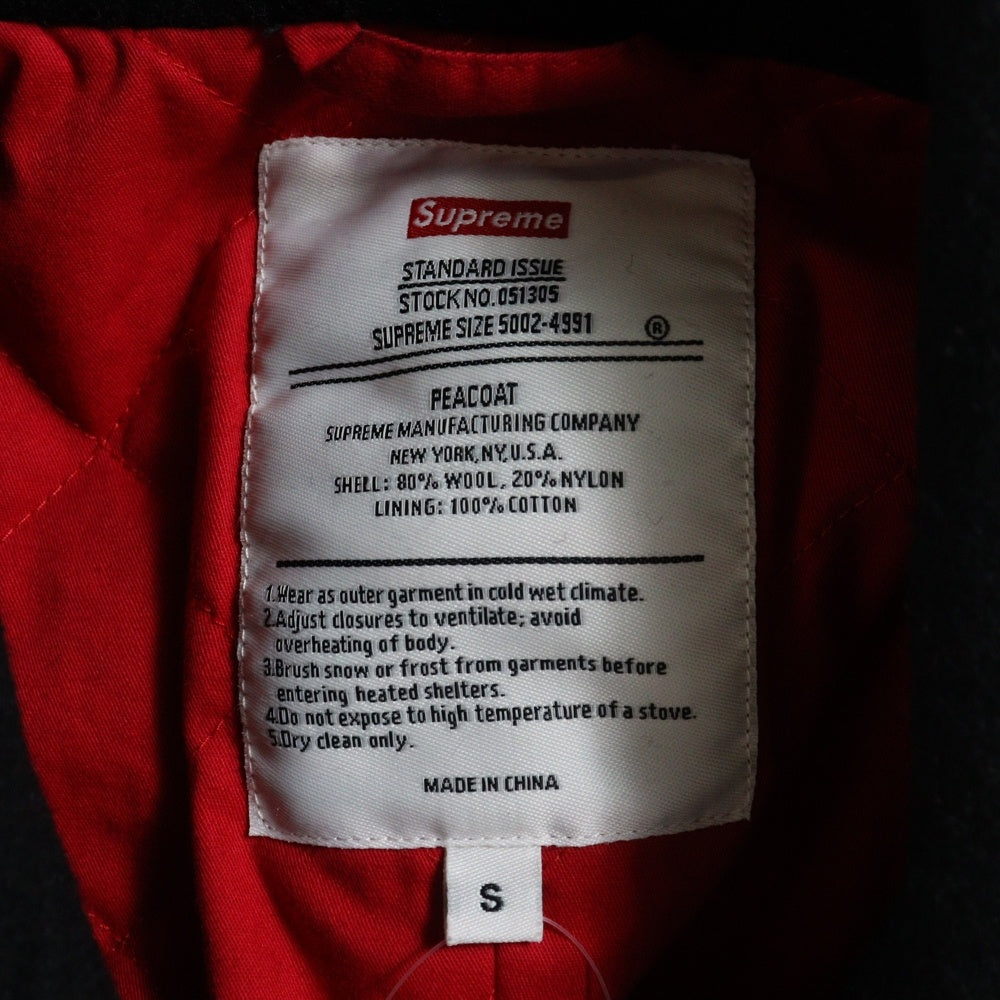 Supreme
STANDARD ISSUE
STOCK NO. 051305
SUPREME SIZE 5002-4991 ®
PEACOAT
SUPREME MANUFACTURING COMPANY
NEW YORK, NY, U.S.A.
SHELL: 80% WOOL, 20% NYLON
LINING: 100% COTTON
1.Wear as outer garment in cold wet climate.
2.Adjust closures to ventilate; avoid
overheating of body.
3.Brush snow or frost from garments before
entering heated shelters.
4.Do not expose to high temperature of a stove.
5.Dry clean only.
MADE IN CHINA
S